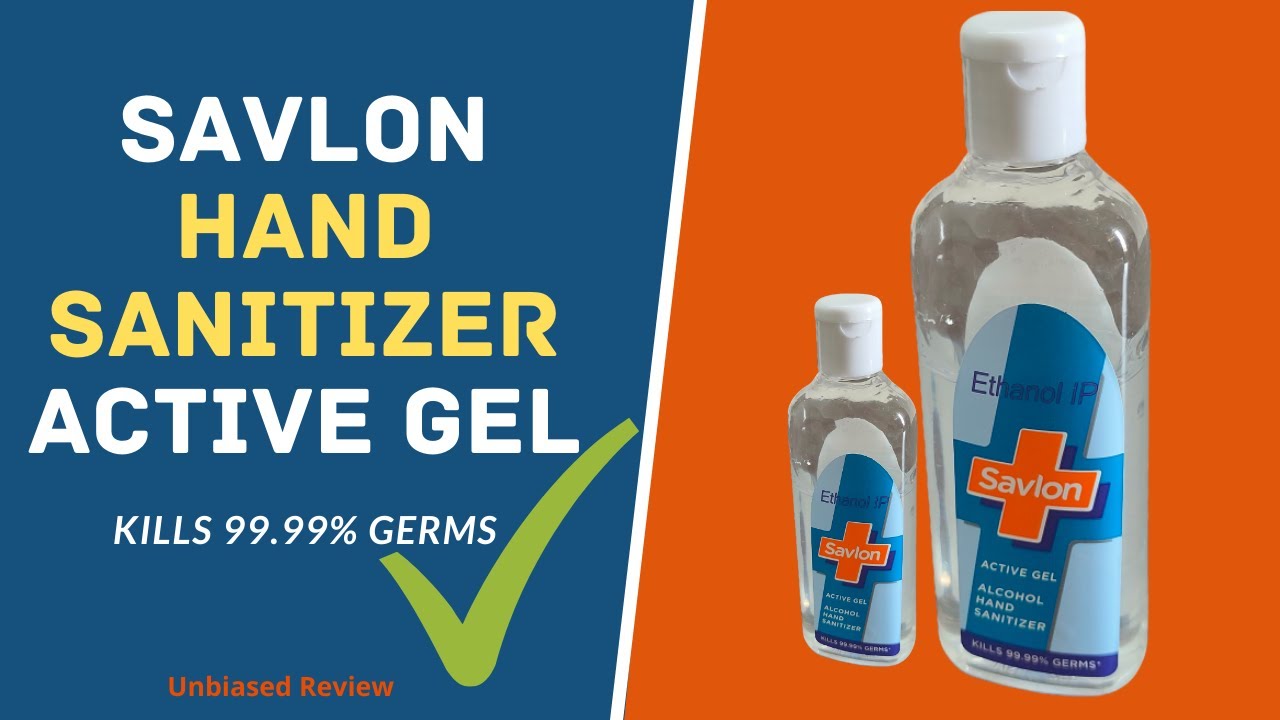 SAVLON
HAND
SANITIZER
ACTIVE GEL
KILLS 99.99% GERMS
Unbiased Review
Ethanol IP
Savlon
ACTIVE GEL
ALCOHOL
HAND
SANITIZER
KILLS 99.99% GERMS*
Ethanol IP
Savlon
ACTIVE GEL
ALCOHOL
HAND
SANITIZER
KILLS 99.99% GERMS*